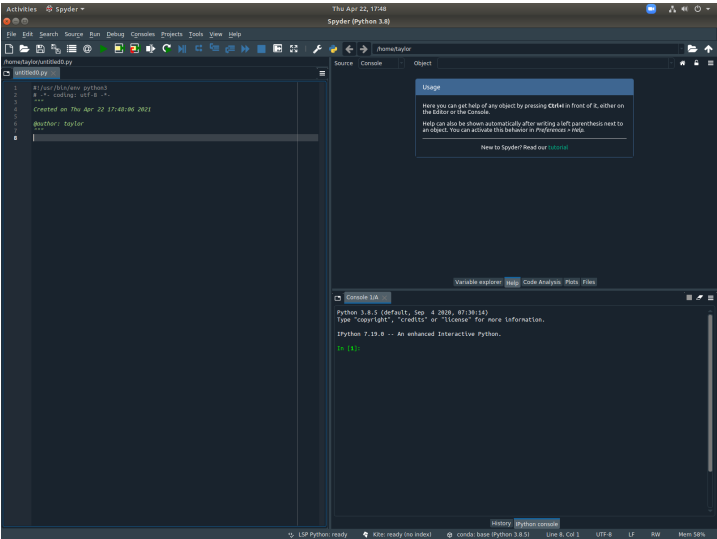 Activities Spyder Thu Apr 22, 17:48
Spyder (Python 3.8)
File Edit Search Source Run Debug Consoles Projects Tools View Help
/home/taylor
/home/taylor/untitled0.py
untitled0.py
Source Console Object
1 #!/usr/bin/env python3
2 # -*- coding: utf-8 -*-
3 """
4 Created on Thu Apr 22 17:48:06 2021
5
6 @author: taylor
7 """
8
Usage
Here you can get help of any object by pressing Ctrl+I in front of it, either on
the Editor or the Console.
Help can also be shown automatically after writing a left parenthesis next to
an object. You can activate this behavior in Preferences > Help.
New to Spyder? Read our tutorial
Variable explorer Help Code Analysis Plots Files
Console 1/A
Python 3.8.5 (default, Sep 4 2020, 07:30:14)
Type "copyright", "credits" or "license" for more information.
IPython 7.19.0 -- An enhanced Interactive Python.
In [1]:
History IPython console
LSP Python: ready Kite: ready (no index) conda: base (Python 3.8.5) Line 8, Col 1 UTF-8 LF RW Mem 58%